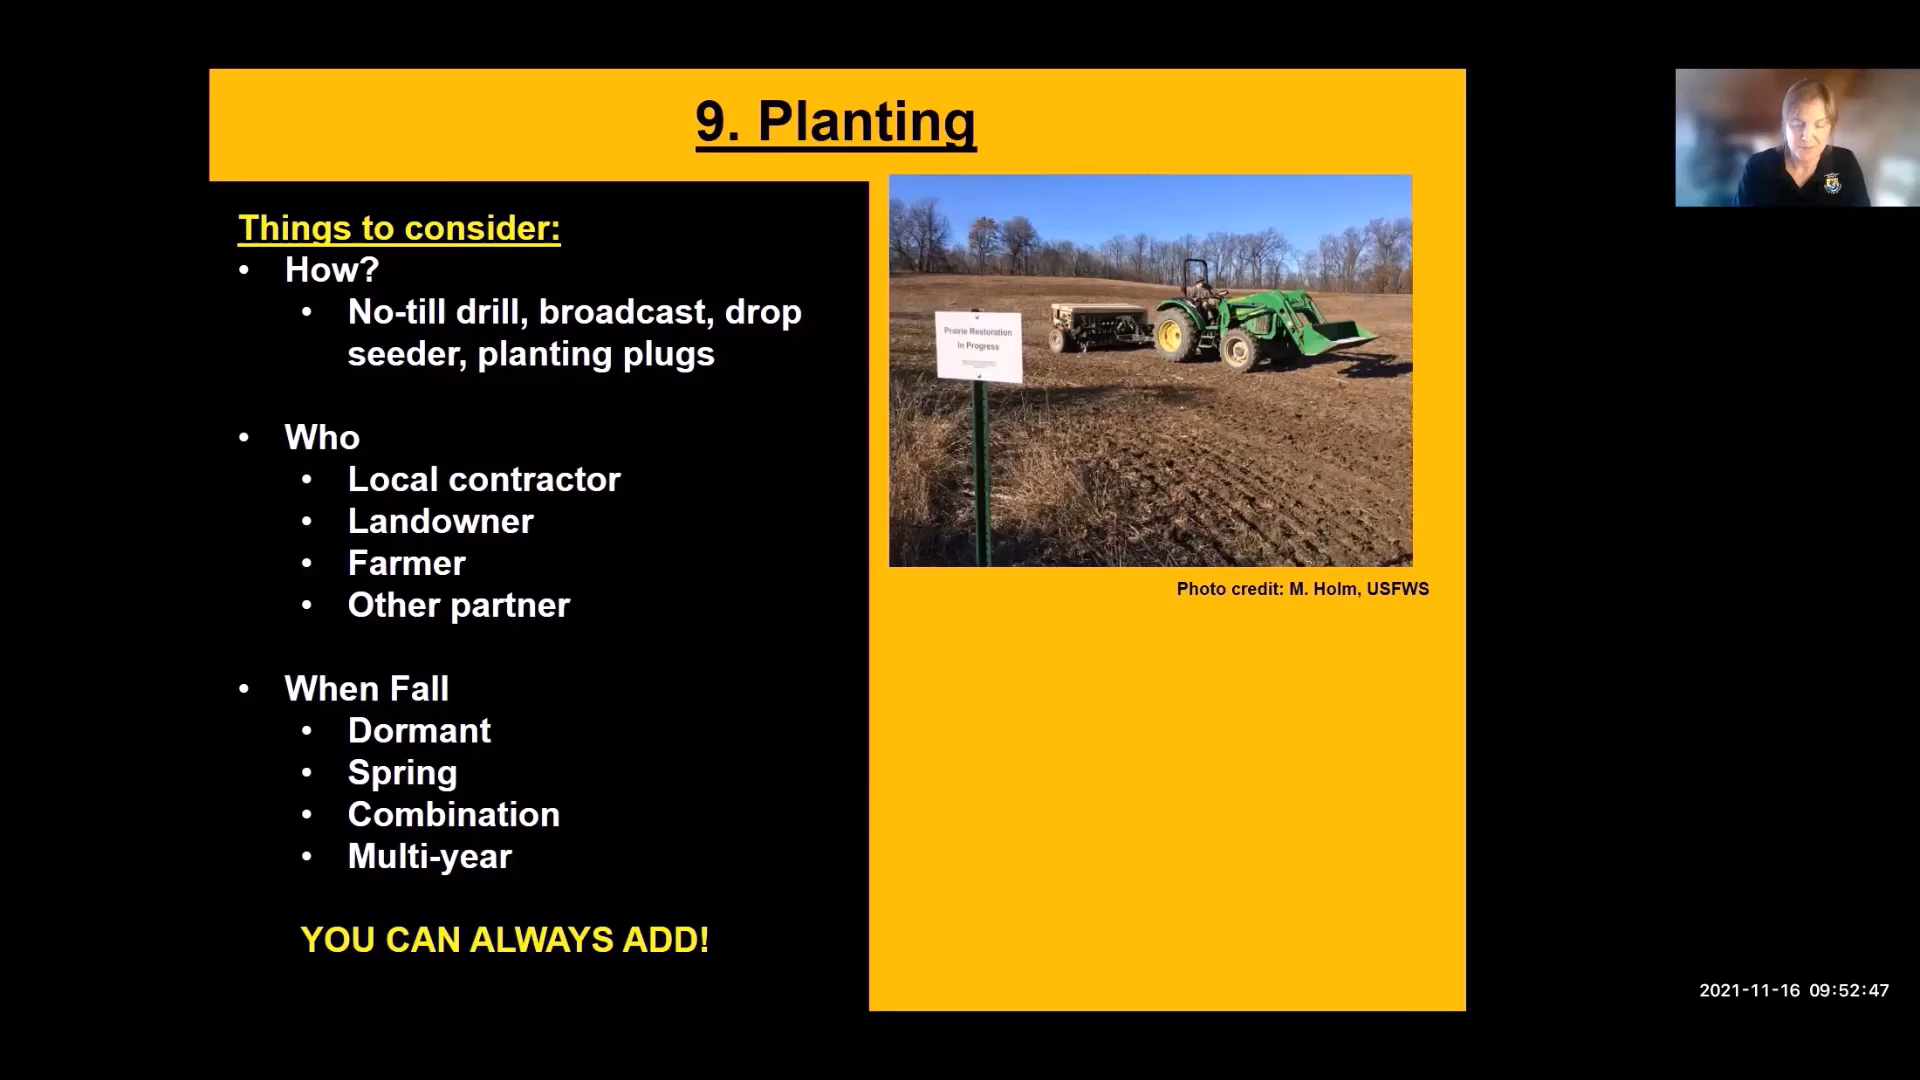 9. Planting
Things to consider:
• How?
• No-till drill, broadcast, drop
seeder, planting plugs
• Who
• Local contractor
• Landowner
• Farmer
• Other partner
• When Fall
• Dormant
• Spring
• Combination
• Multi-year
YOU CAN ALWAYS ADD!
Prairie Restoration
In Progress
Photo credit: M. Holm, USFWS
2021-11-16 09:52:47